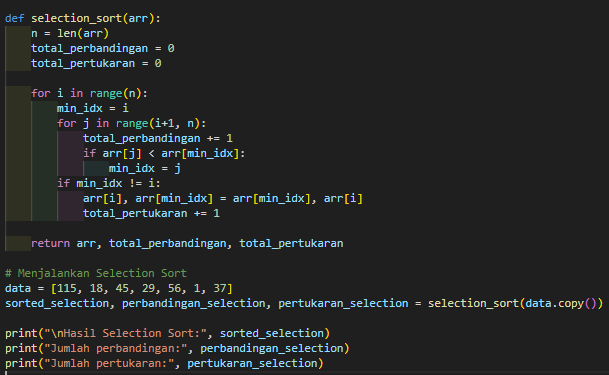 def selection_sort(arr):
    n = len(arr)
    total_perbandingan = 0
    total_pertukaran = 0

    for i in range(n):
        min_idx = i
        for j in range(i+1, n):
            total_perbandingan += 1
            if arr[j] < arr[min_idx]:
                min_idx = j
        if min_idx != i:
            arr[i], arr[min_idx] = arr[min_idx], arr[i]
            total_pertukaran += 1

    return arr, total_perbandingan, total_pertukaran

# Menjalankan Selection Sort
data = [115, 18, 45, 29, 56, 1, 37]
sorted_selection, perbandingan_selection, pertukaran_selection = selection_sort(data.copy())

print("\nHasil Selection Sort:", sorted_selection)
print("Jumlah perbandingan:", perbandingan_selection)
print("Jumlah pertukaran:", pertukaran_selection)